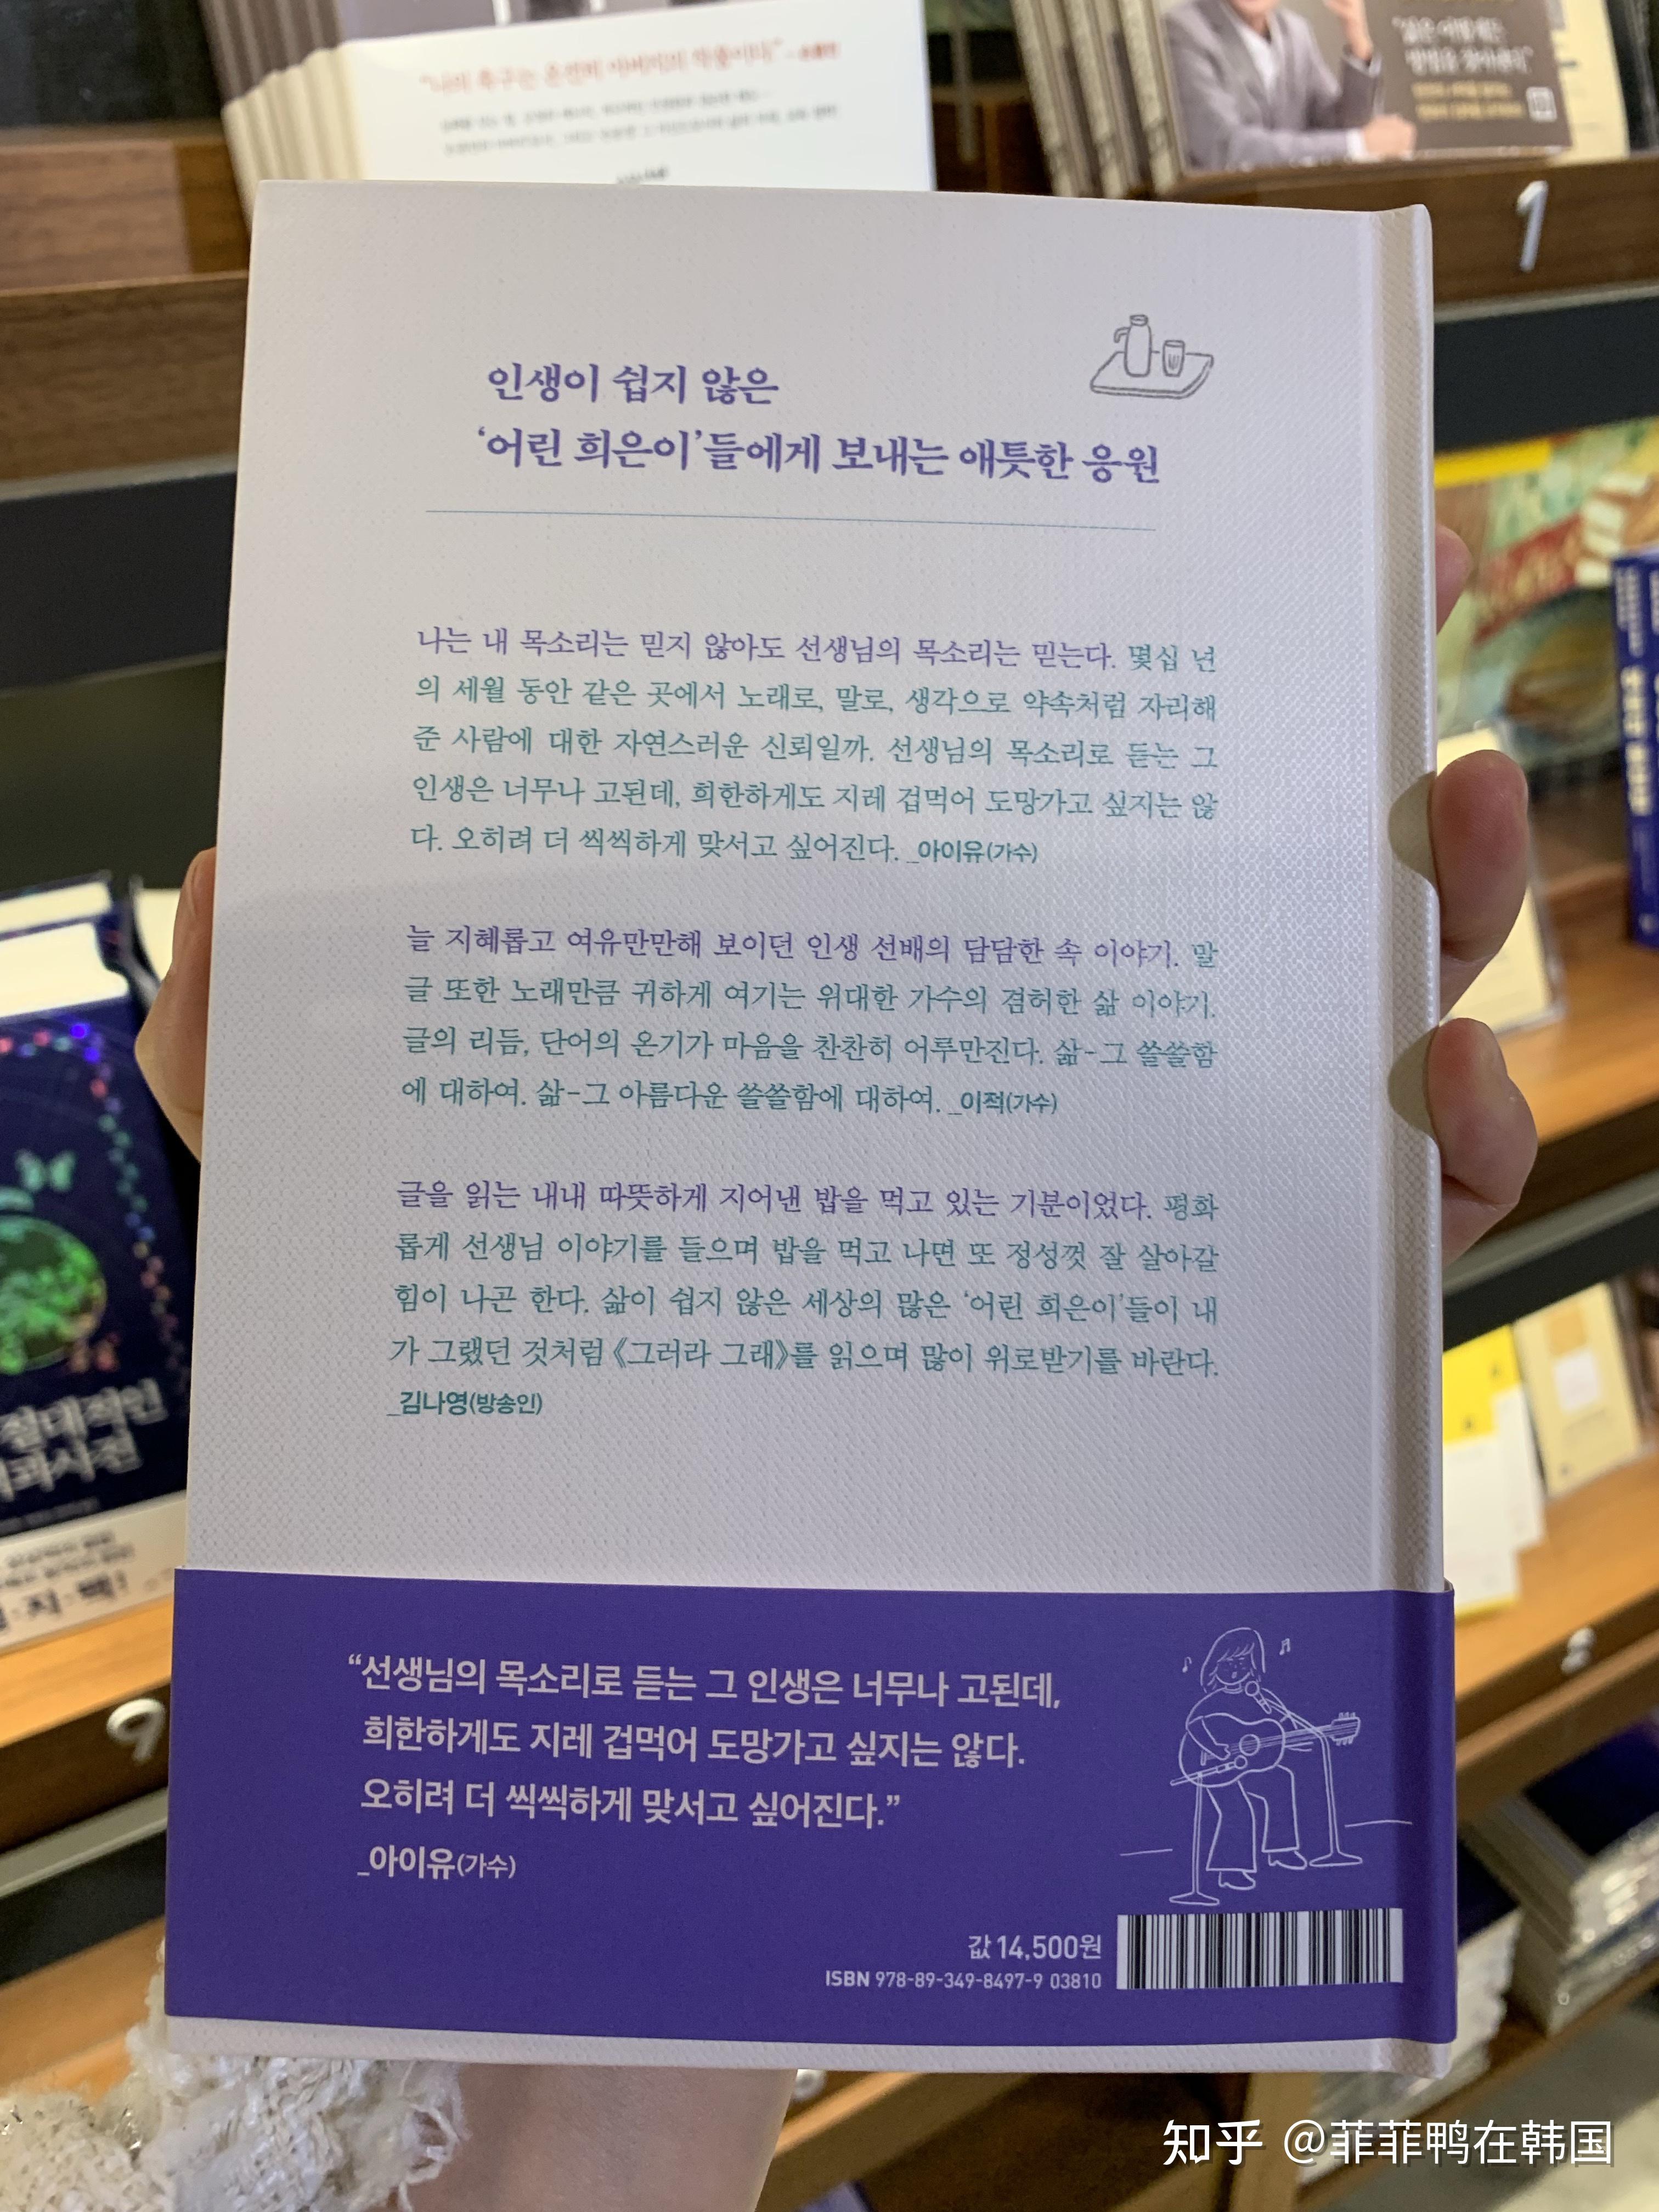 1
인생이 쉽지 않은
‘어린 희은이’들에게 보내는 애틋한 응원
나는 내 목소리는 믿지 않아도 선생님의 목소리는 믿는다. 몇십 년
의 세월 동안 같은 곳에서 노래로, 말로, 생각으로 약속처럼 자리해
준 사람에 대한 자연스러운 신뢰일까. 선생님의 목소리로 듣는 그
인생은 너무나 고된데, 희한하게도 지레 겁먹어 도망가고 싶지는 않
다. 오히려 더 씩씩하게 맞서고 싶어진다. _아이유(가수)
늘 지혜롭고 여유만만해 보이던 인생 선배의 담담한 속 이야기. 말
글 또한 노래만큼 귀하게 여기는 위대한 가수의 겸허한 삶 이야기.
글의 리듬, 단어의 온기가 마음을 찬찬히 어루만진다. 삶-그 쓸쓸함
에 대하여. 삶-그 아름다운 쓸쓸함에 대하여. _이적(가수)
글을 읽는 내내 따뜻하게 지어낸 밥을 먹고 있는 기분이었다. 평화
롭게 선생님 이야기를 들으며 밥을 먹고 나면 또 정성껏 잘 살아갈
힘이 나곤 한다. 삶이 쉽지 않은 세상의 많은 ‘어린 희은이’들이 내
가 그랬던 것처럼 《그러라 그래》를 읽으며 많이 위로받기를 바란다.
_김나영(방송인)
“선생님의 목소리로 듣는 그 인생은 너무나 고된데,
희한하게도 지레 겁먹어 도망가고 싶지는 않다.
오히려 더 씩씩하게 맞서고 싶어진다.”
_아이유(가수)
값 14,500원
ISBN 978-89-349-8497-9 03810
9
知乎 @菲菲鸭在韩国